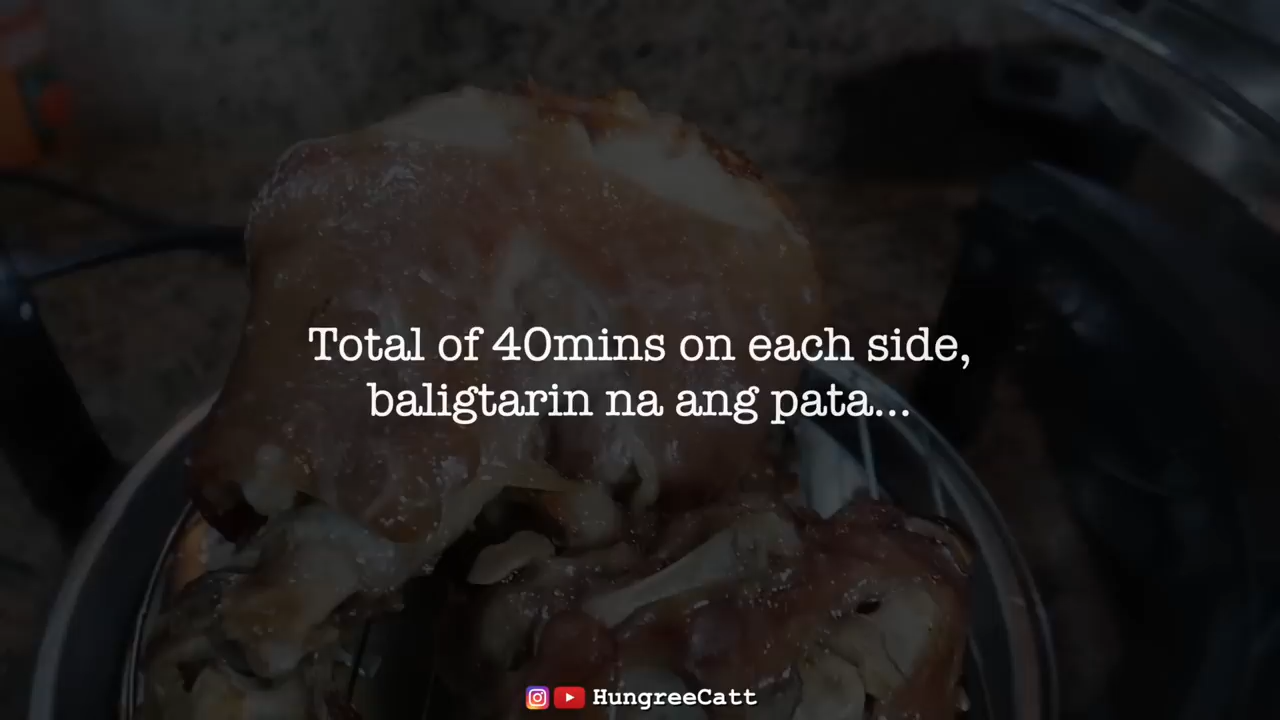 Total of 40mins on each side,
baligtarin na ang pata...
HungreeCatt